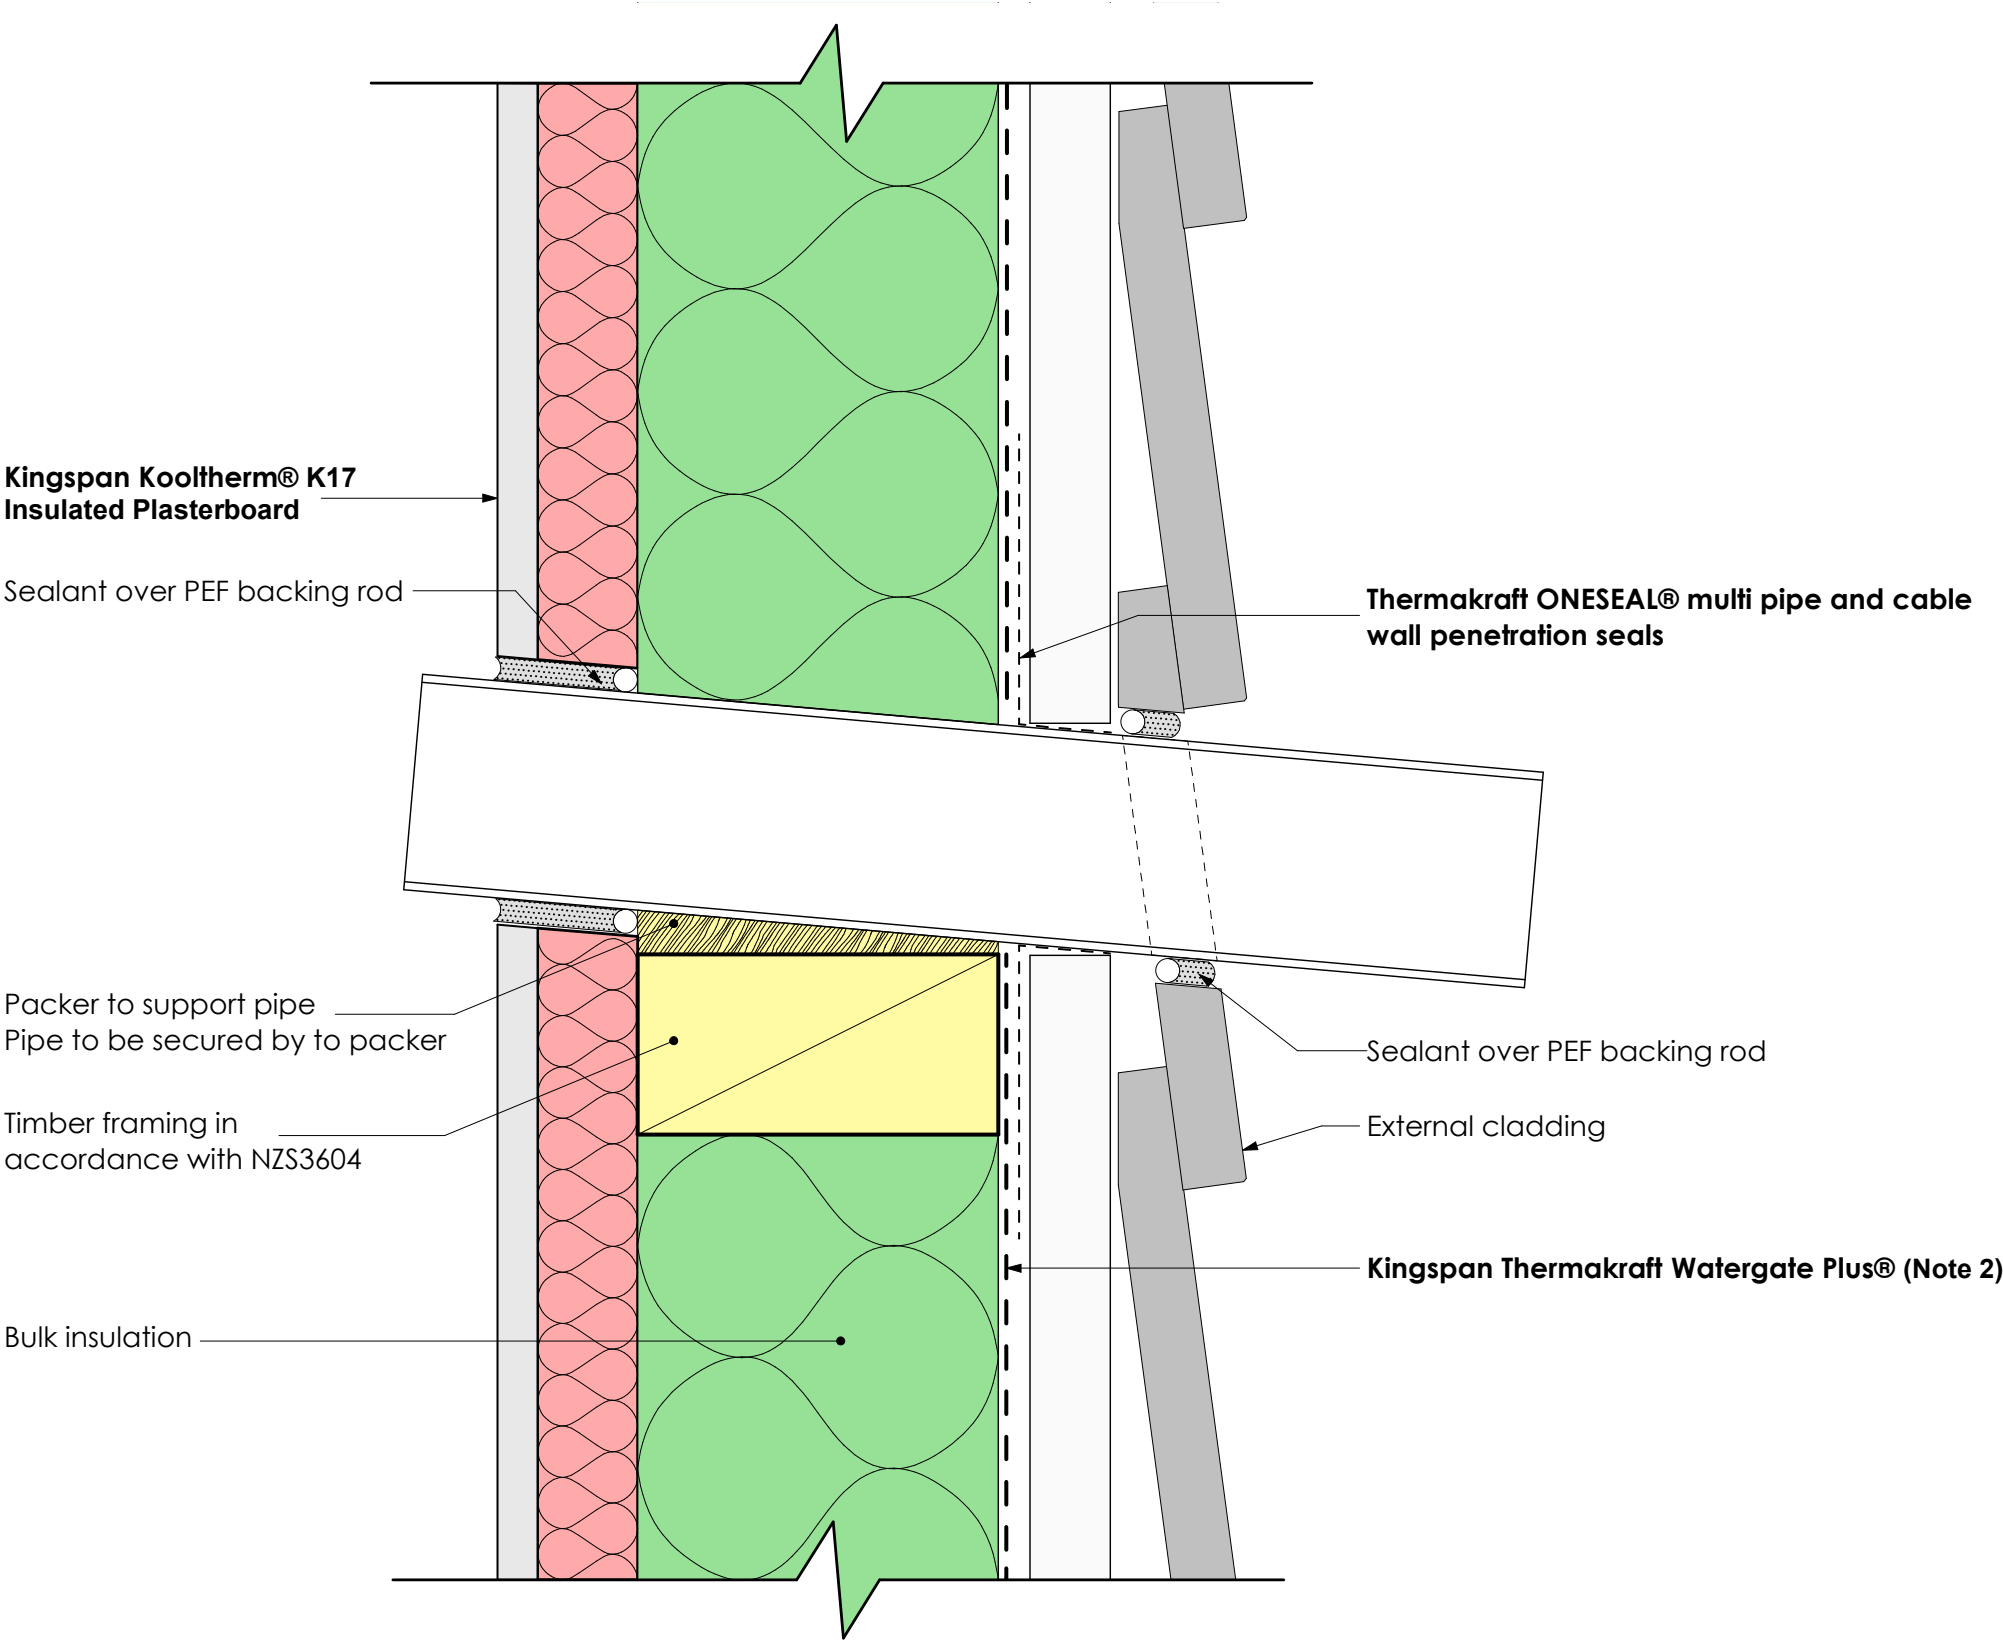 Kingspan Kooltherm® K17
Insulated Plasterboard
Sealant over PEF backing rod
Packer to support pipe
Pipe to be secured by to packer
Timber framing in
accordance with NZS3604
Bulk insulation
Thermakraft ONESEAL® multi pipe and cable
wall penetration seals
Sealant over PEF backing rod
External cladding
Kingspan Thermakraft Watergate Plus® (Note 2)